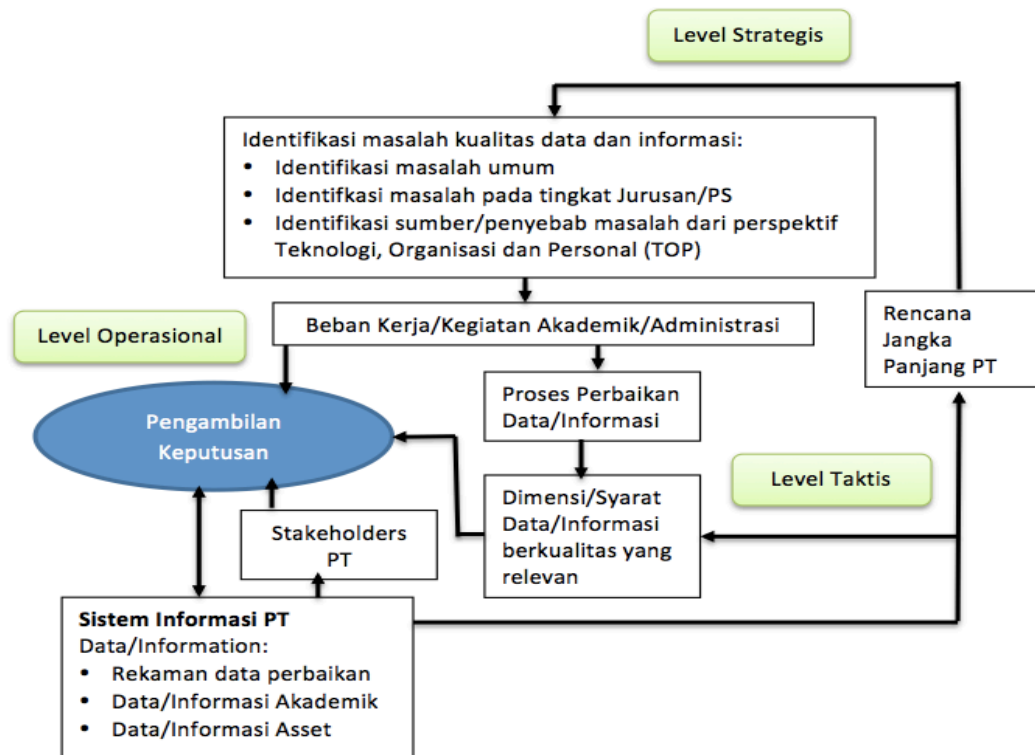 Level Strategis
Identifikasi masalah kualitas data dan informasi:
• Identifikasi masalah umum
• Identifkasi masalah pada tingkat Jurusan/PS
• Identifikasi sumber/penyebab masalah dari perspektif
Teknologi, Organisasi dan Personal (TOP)
Level Operasional
Beban Kerja/Kegiatan Akademik/Administrasi
Rencana
Jangka
Panjang PT
Pengambilan
Keputusan
Proses Perbaikan
Data/Informasi
Level Taktis
Dimensi/Syarat
Data/Informasi
berkualitas yang
relevan
Stakeholders
PT
Sistem Informasi PT
Data/Information:
• Rekaman data perbaikan
• Data/Informasi Akademik
• Data/Informasi Asset